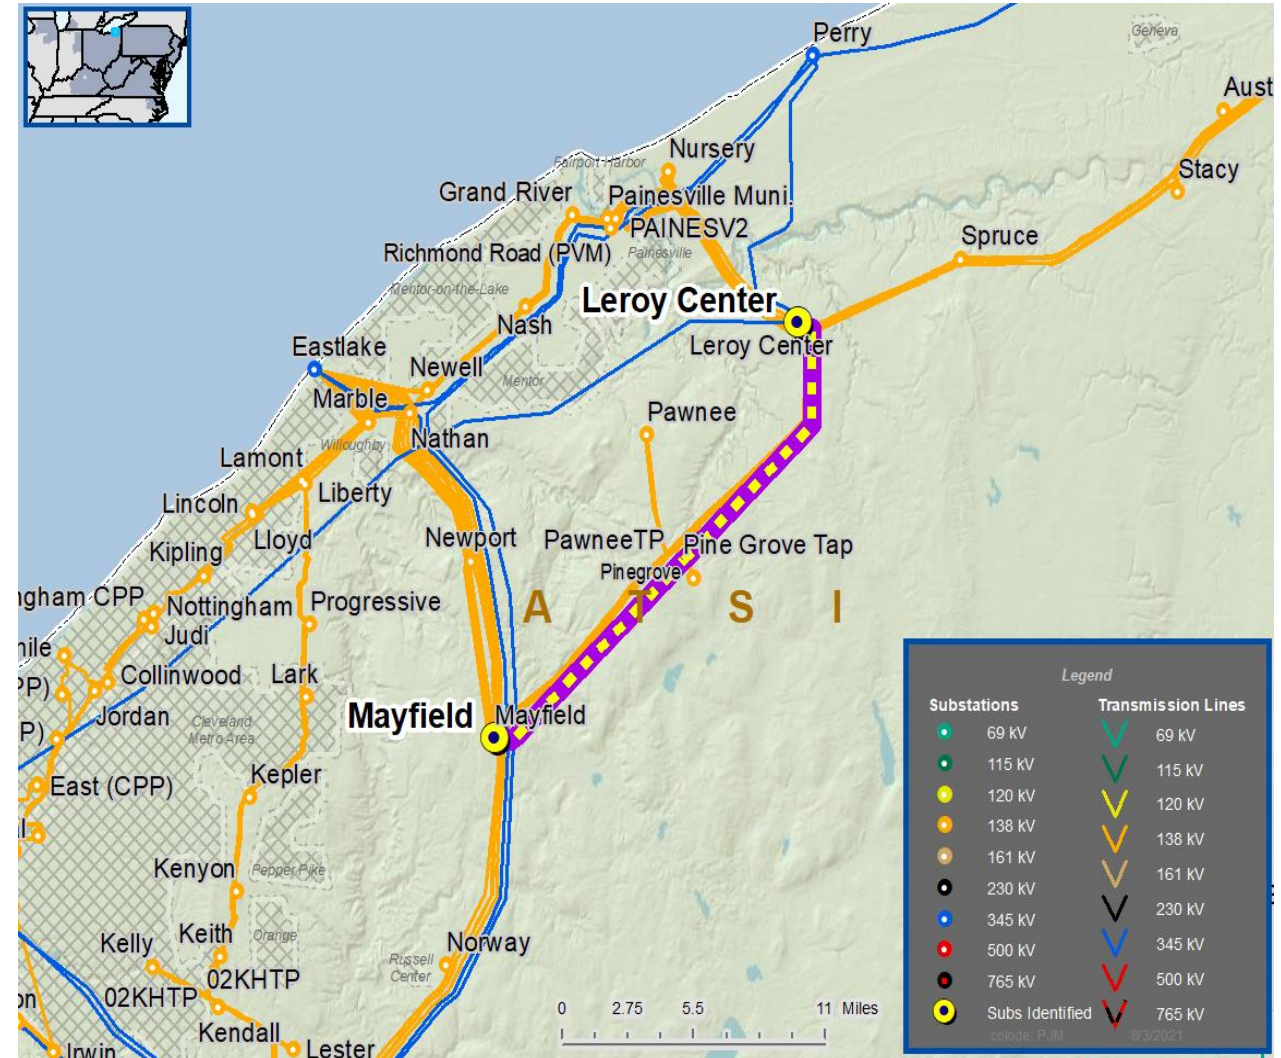 Perry
Geneva
Aust
Nursery
Fairport Harbor
Stacy
Grand River
Painesville Muni.
PAINESV2
Spruce
Richmond Road (PVM)
Painesville
Mentor-on-the-Lake
Leroy Center
Nash
Leroy Center
Eastlake
Newell
Mentor
Marble
Pawnee
Nathan
Willoughby
Lamont
Liberty
Lincoln
Lloyd
Newport
PawneeTP
Pine Grove Tap
Kipling
Pinegrove
ngham CPP
Nottingham
Progressive
A T S I
Judi
Collinwood
Lark
PP)
Jordan
Mayfield
Mayfield
Cleveland
Metro Area
P)
Kepler
East (CPP)
Kenyon
Pepper Pike
Keith
Orange
Kelly
Norway
Russell
Center
02KHTP
02KHTP
on
Kendall
Irwin
Lester
0 2.75 5.5 11 Miles
Legend
Substations Transmission Lines
69 kV 69 kV
115 kV 115 kV
120 kV 120 kV
138 kV 138 kV
161 kV 161 kV
230 kV 230 kV
345 kV 345 kV
500 kV 500 kV
765 kV 765 kV
Subs Identified
8/3/2021